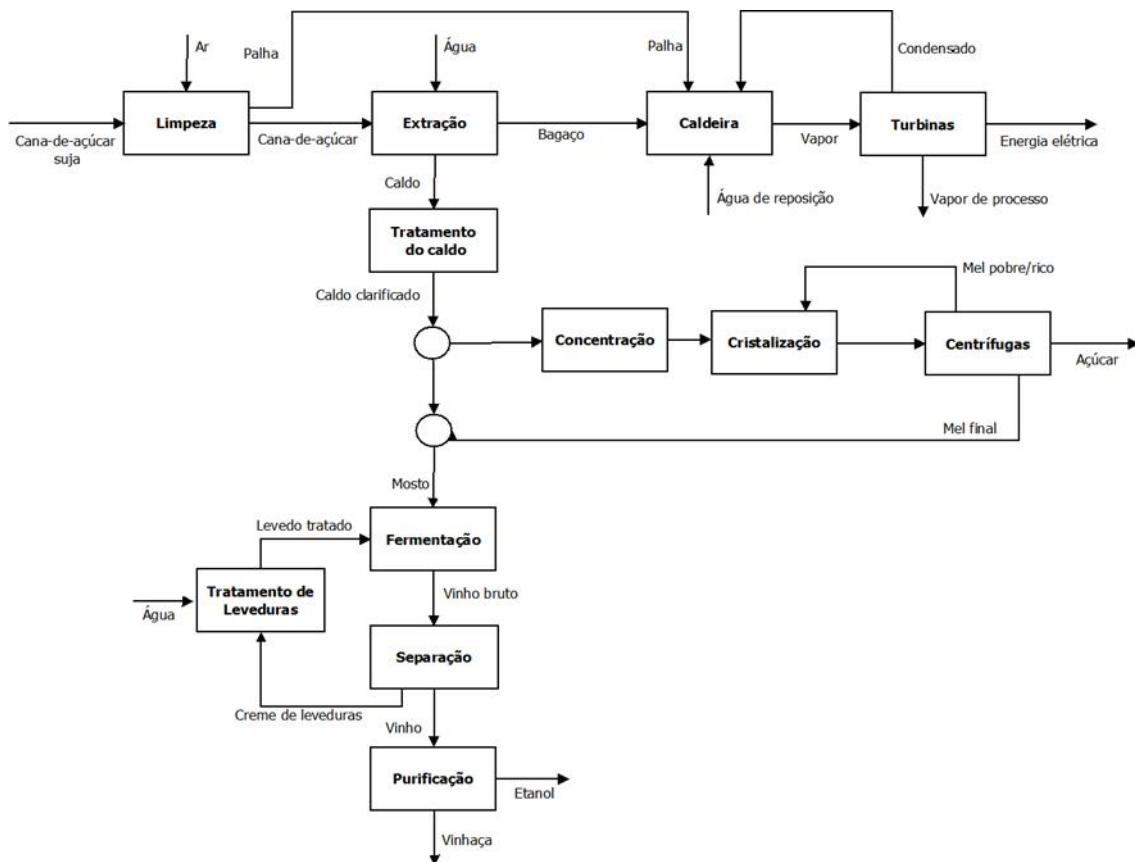 Ar
Palha
Água
Palha
Condensado
Limpeza
Extração
Caldeira
Turbinas
Cana-de-açúcar
suja
Cana-de-açúcar
Bagaço
Vapor
Energia elétrica
Caldo
Água de reposição
Vapor de processo
Tratamento
do caldo
Mel pobre/rico
Caldo clarificado
Concentração
Cristalização
Centrífugas
Açúcar
Mel final
Mosto
Levedo tratado
Fermentação
Tratamento de
Leveduras
Água
Vinho bruto
Separação
Creme de leveduras
Vinho
Purificação
Etanol
Vinhaça